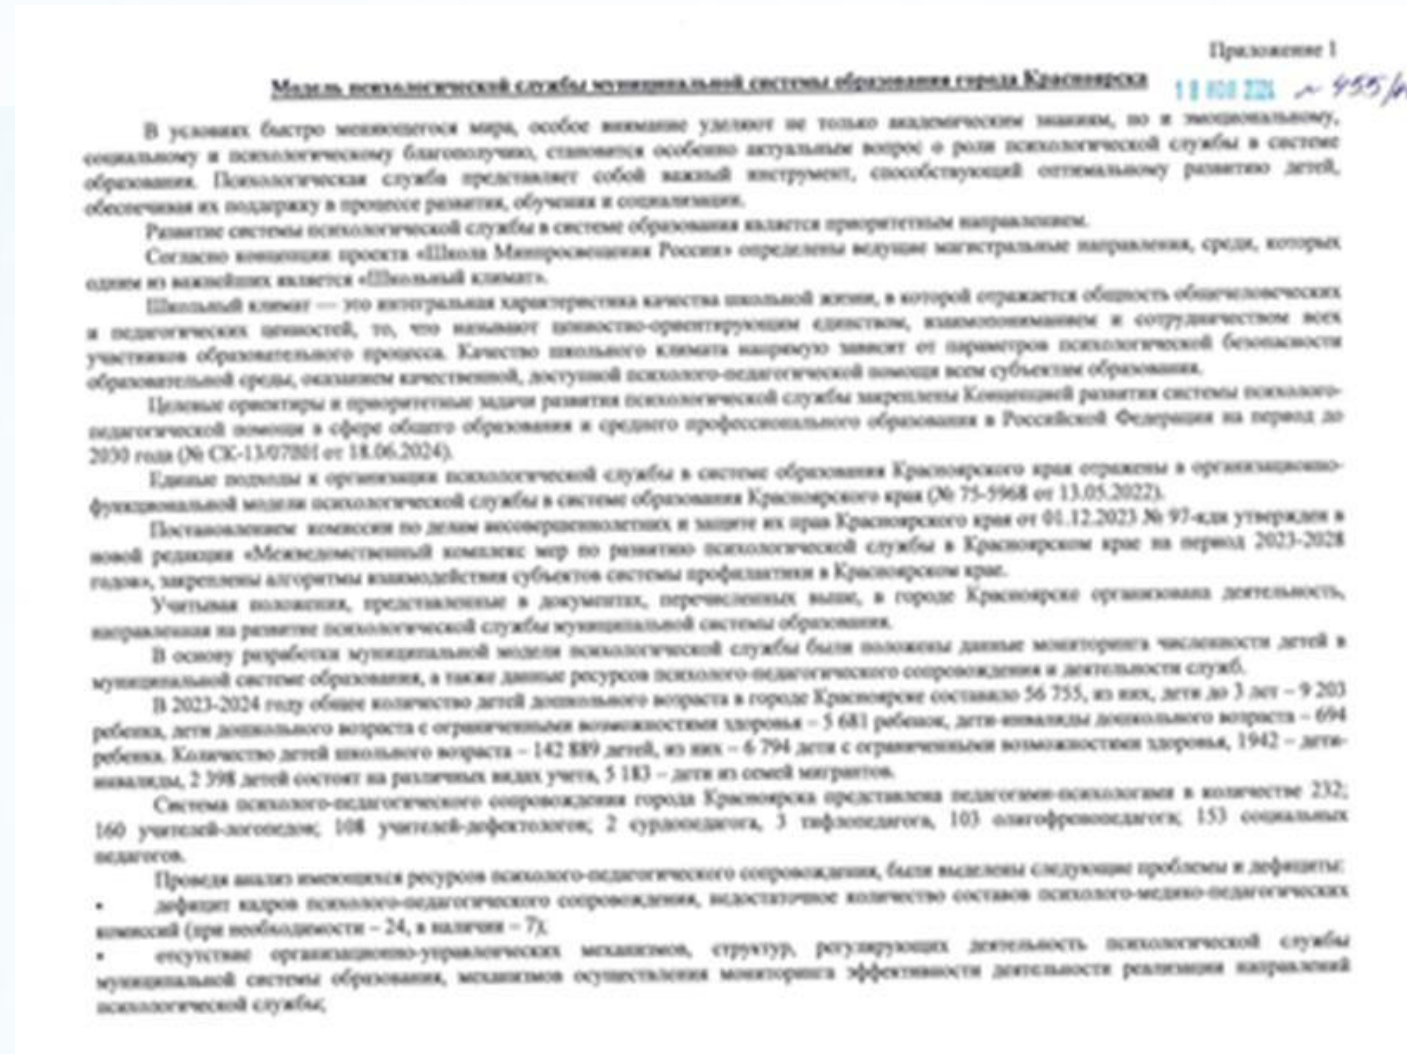 Приложение 1
Модель психологической службы муниципальной системы образования города Красноярска
18 НОЯ 2024 № 455/
В условиях быстро меняющегося мира, особое внимание уделяют не только академическим знаниям, но и эмоциональному,
социальному и психологическому благополучию, становится особенно актуальным вопрос о роли психологической службы в системе
образования. Психологическая служба представляет собой важный инструмент, способствующий оптимальному развитию детей,
обеспечивая их поддержку в процессе развития, обучения и социализации.
Развитие системы психологической службы в системе образования является приоритетным направлением.
Согласно концепции проекта «Школа Минпросвещения России» определены ведущие магистральные направления, среди, которых
одним из важнейших является «Школьный климат».
Школьный климат — это интегральная характеристика качества школьной жизни, в которой отражается общность общечеловеческих
и педагогических ценностей, то, что называют ценностно-ориентирующим единством, взаимопониманием и сотрудничеством всех
участников образовательного процесса. Качество школьного климата напрямую зависит от параметров психологической безопасности
образовательной среды, оказанием качественной, доступной психолого-педагогической помощи всем субъектам образования.
Целевые ориентиры и приоритетные задачи развития психологической службы закреплены Концепцией развития системы психолого-
педагогической помощи в сфере общего образования и среднего профессионального образования в Российской Федерации на период до
2030 года (№ СК-13/07вн от 18.06.2024).
Единые подходы к организации психологической службы в системе образования Красноярского края отражены в организационно-
функциональной модели психологической службы в системе образования Красноярского края (№ 75-5968 от 13.05.2022).
Постановлением комиссии по делам несовершеннолетних и защите их прав Красноярского края от 01.12.2023 № 97-кдн утвержден в
новой редакции «Межведомственный комплекс мер по развитию психологической службы в Красноярском крае на период 2023-2028
годов», закреплены алгоритмы взаимодействия субъектов системы профилактики в Красноярском крае.
Учитывая положения, представленные в документах, перечисленных выше, в городе Красноярске организована деятельность,
направленная на развитие психологической службы муниципальной системы образования.
В основу разработки муниципальной модели психологической службы были положены данные мониторинга численности детей в
муниципальной системе образования, а также данные ресурсов психолого-педагогического сопровождения и деятельности служб.
В 2023-2024 году общее количество детей дошкольного возраста в городе Красноярске составило 56 755, из них, дети до 3 лет – 9 203
ребенка, дети дошкольного возраста с ограниченными возможностями здоровья – 5 681 ребенок, дети-инвалиды дошкольного возраста – 694
ребенка. Количество детей школьного возраста – 142 889 детей, из них – 6 794 дети с ограниченными возможностями здоровья, 1942 – дети-
инвалиды, 2 398 детей состоят на различных видах учета, 5 183 – дети из семей мигрантов.
Система психолого-педагогического сопровождения города Красноярска представлена педагогами-психологами в количестве 232;
160 учителей-логопедов; 108 учителей-дефектологов; 2 сурдопедагога, 3 тифлопедагога, 103 олигофренопедагога; 153 социальных
педагогов.
Проведя анализ имеющихся ресурсов психолого-педагогического сопровождения, были выделены следующие проблемы и дефициты:
• дефицит кадров психолого-педагогического сопровождения, недостаточное количество составов психолого-медико-педагогических
комиссий (при необходимости – 24, в наличии – 7);
• отсутствие организационно-управленческих механизмов, структур, регулирующих деятельность психологической службы
муниципальной системы образования, механизмов осуществления мониторинга эффективности деятельности реализации направлений
психологической службы;